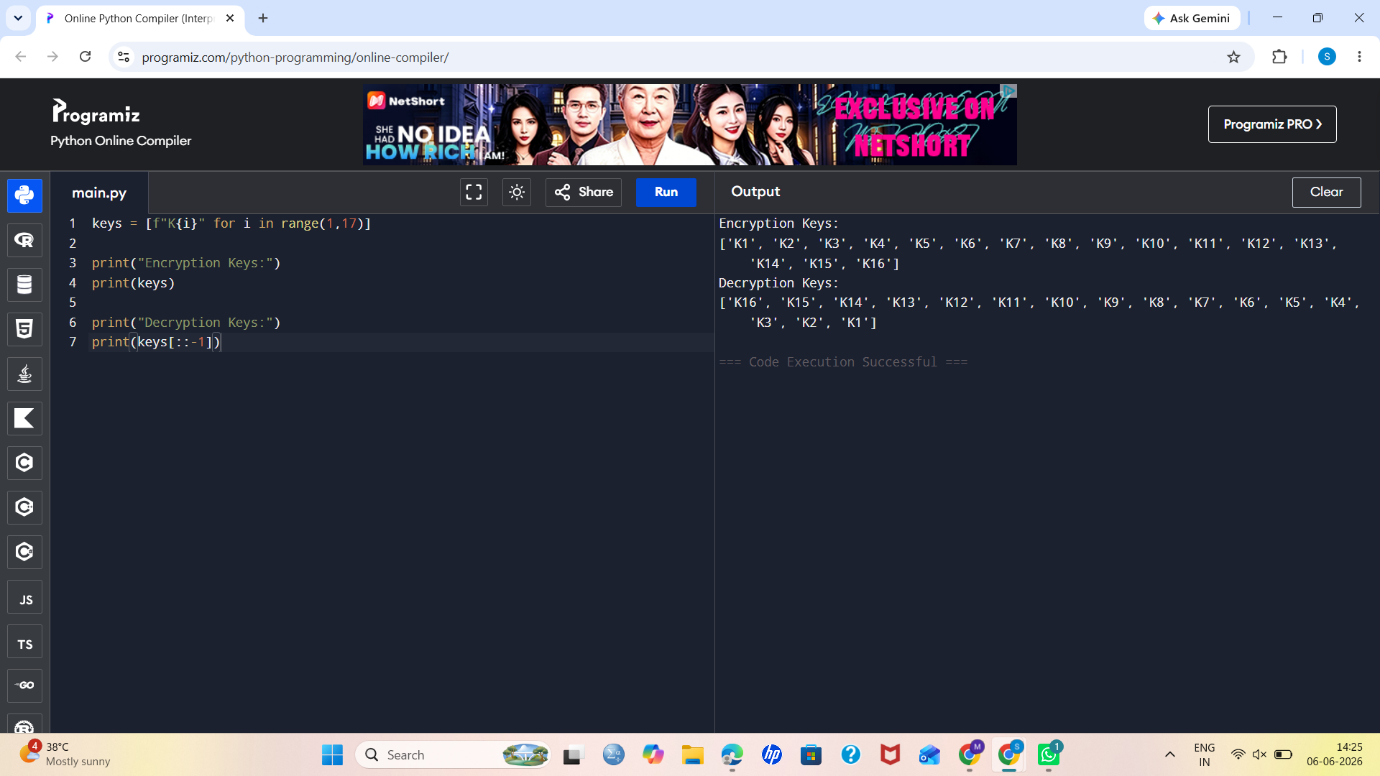 Online Python Compiler (Interp
Ask Gemini
programiz.com/python-programming/online-compiler/
S
Programiz
Python Online Compiler
NetShort
SHE HAD NO IDEA
HOW RICH I AM!
EXCLUSIVE ON
NETSHORT
Programiz PRO >
main.py
Share
Run
Output
Clear
1 keys = [f"K{i}" for i in range(1,17)]
2
3 print("Encryption Keys:")
4 print(keys)
5
6 print("Decryption Keys:")
7 print(keys[::-1])
Encryption Keys:
['K1', 'K2', 'K3', 'K4', 'K5', 'K6', 'K7', 'K8', 'K9', 'K10', 'K11', 'K12', 'K13',
'K14', 'K15', 'K16']
Decryption Keys:
['K16', 'K15', 'K14', 'K13', 'K12', 'K11', 'K10', 'K9', 'K8', 'K7', 'K6', 'K5', 'K4',
'K3', 'K2', 'K1']
=== Code Execution Successful ===
JS
TS
GO
4
38°C
Mostly sunny
Search
hp
M
S
1
ENG
IN
14:25
06-06-2026